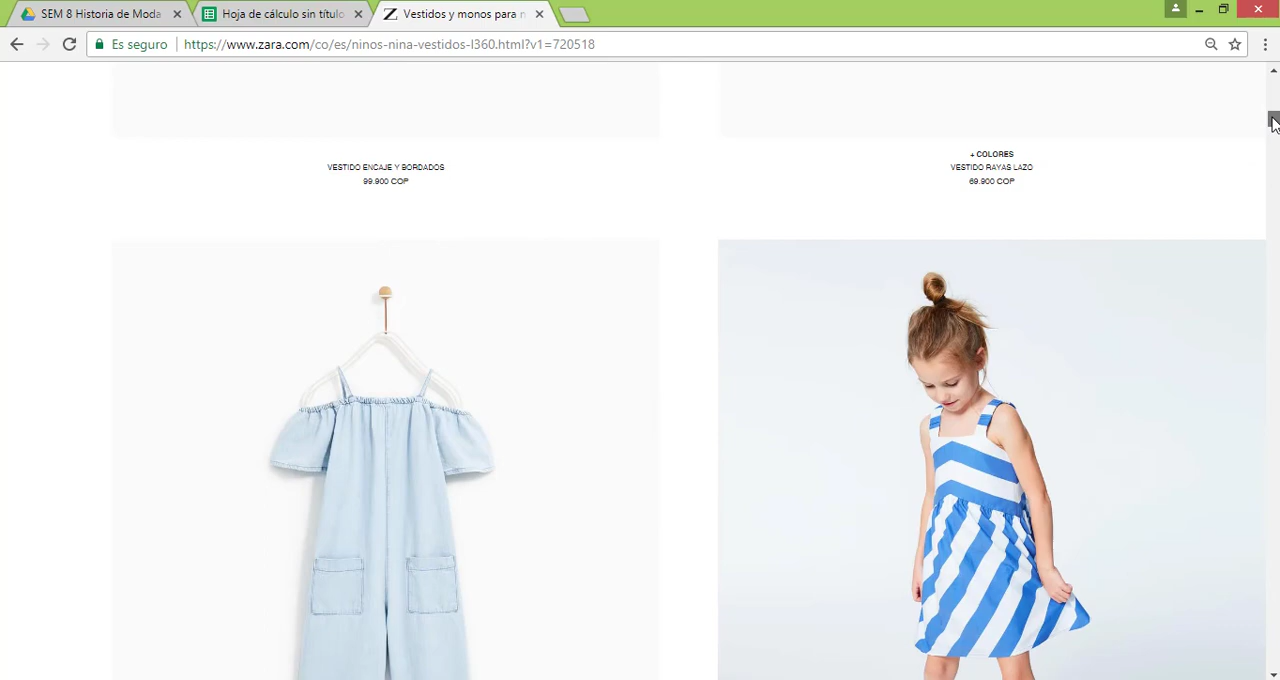 SEM 8 Historia de Moda
Hoja de cálculo sin título
Z Vestidos y monos para n
Es seguro
https://www.zara.com/co/es/ninos-nina-vestidos-l360.html?v1=720518
VESTIDO ENCAJE Y BORDADOS
99.900 COP
+ COLORES
VESTIDO RAYAS LAZO
69.900 COP